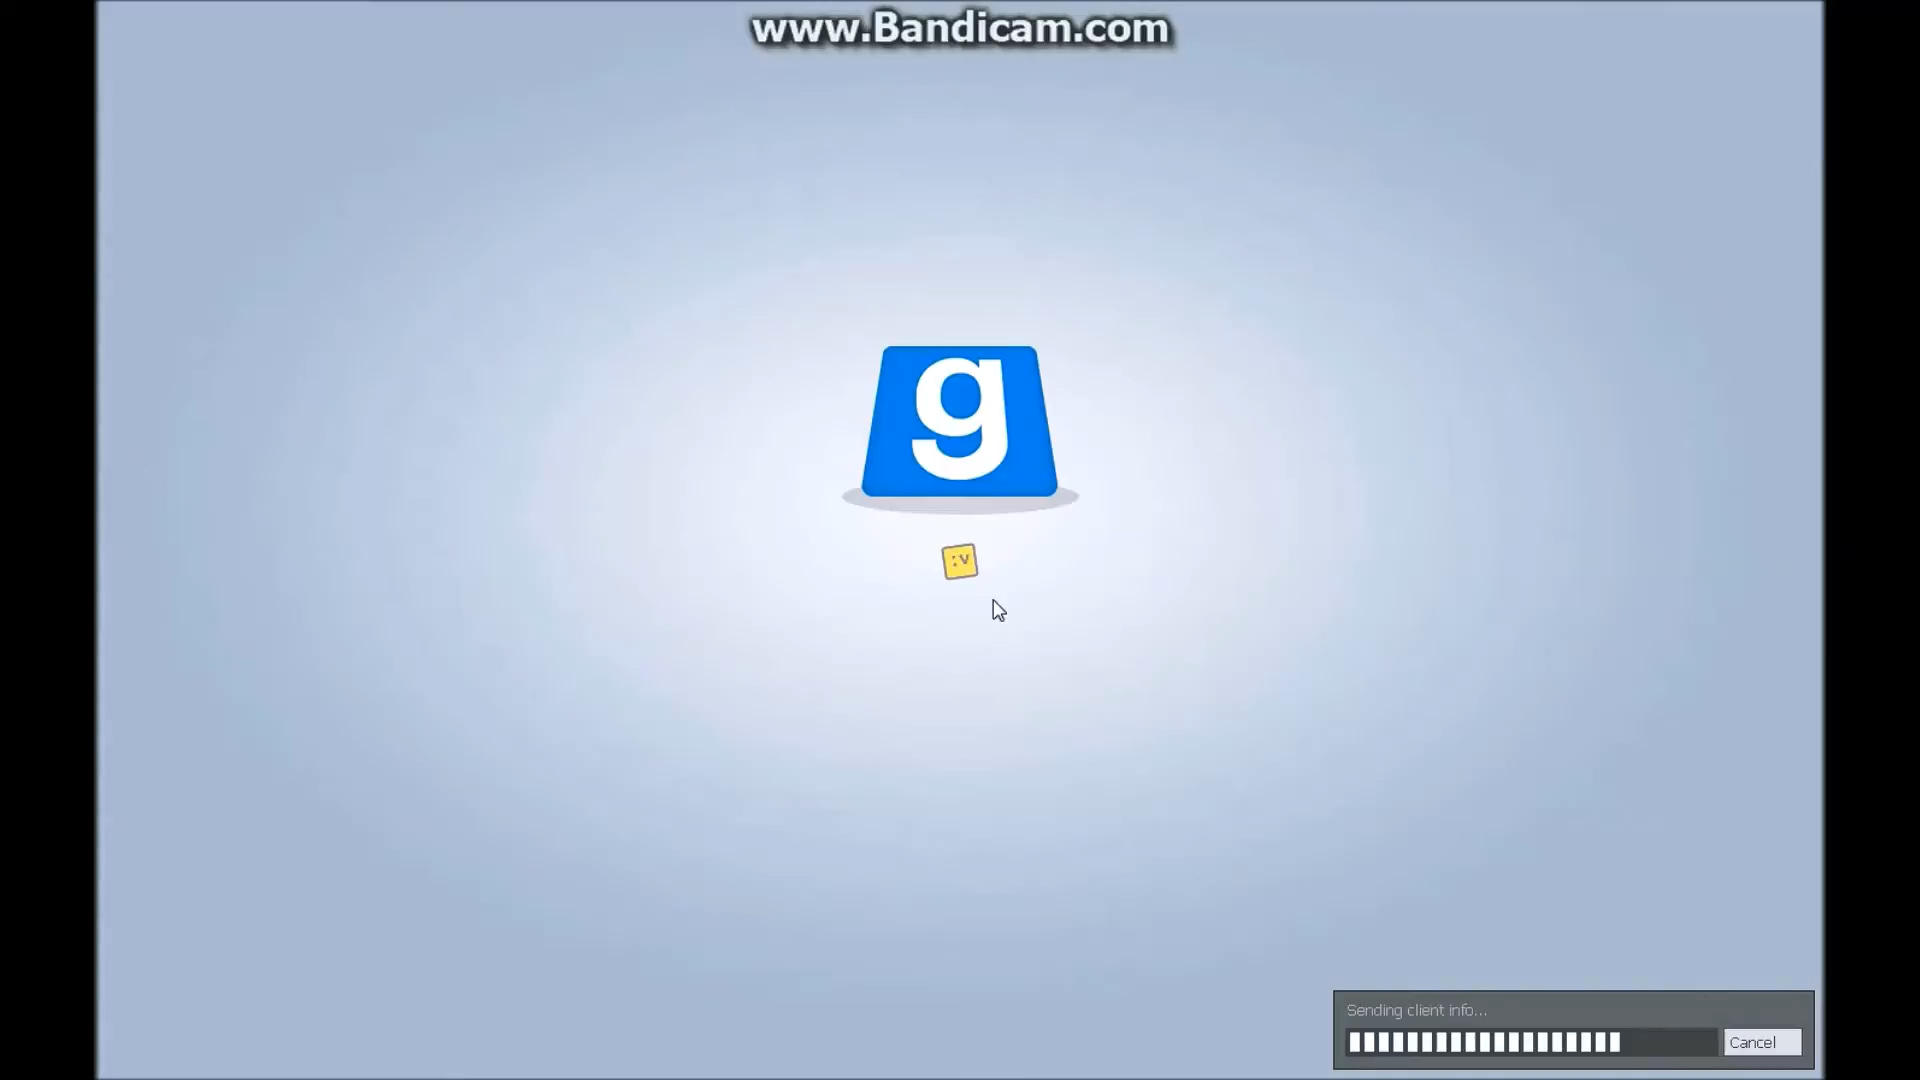 www.Bandicam.com
g
:v
Sending client info...
Cancel